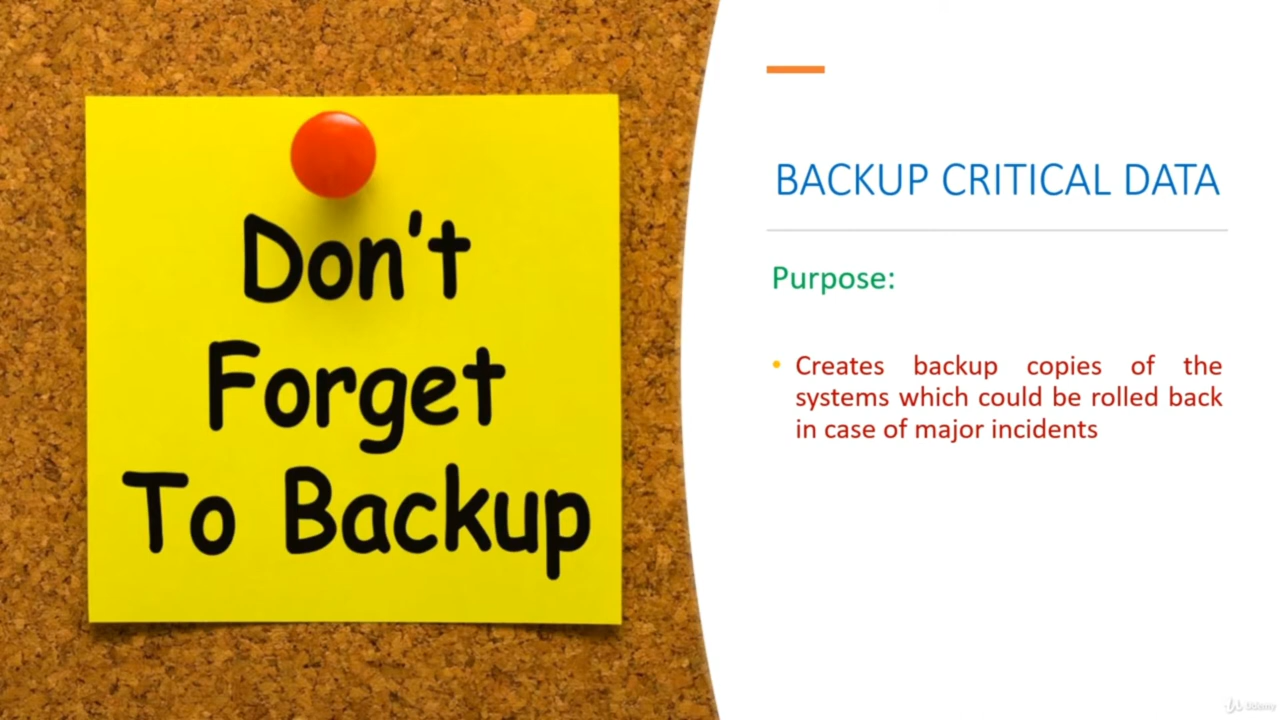 Don't
Forget
To Backup
BACKUP CRITICAL DATA
Purpose:
• Creates backup copies of the
systems which could be rolled back
in case of major incidents
Udemy